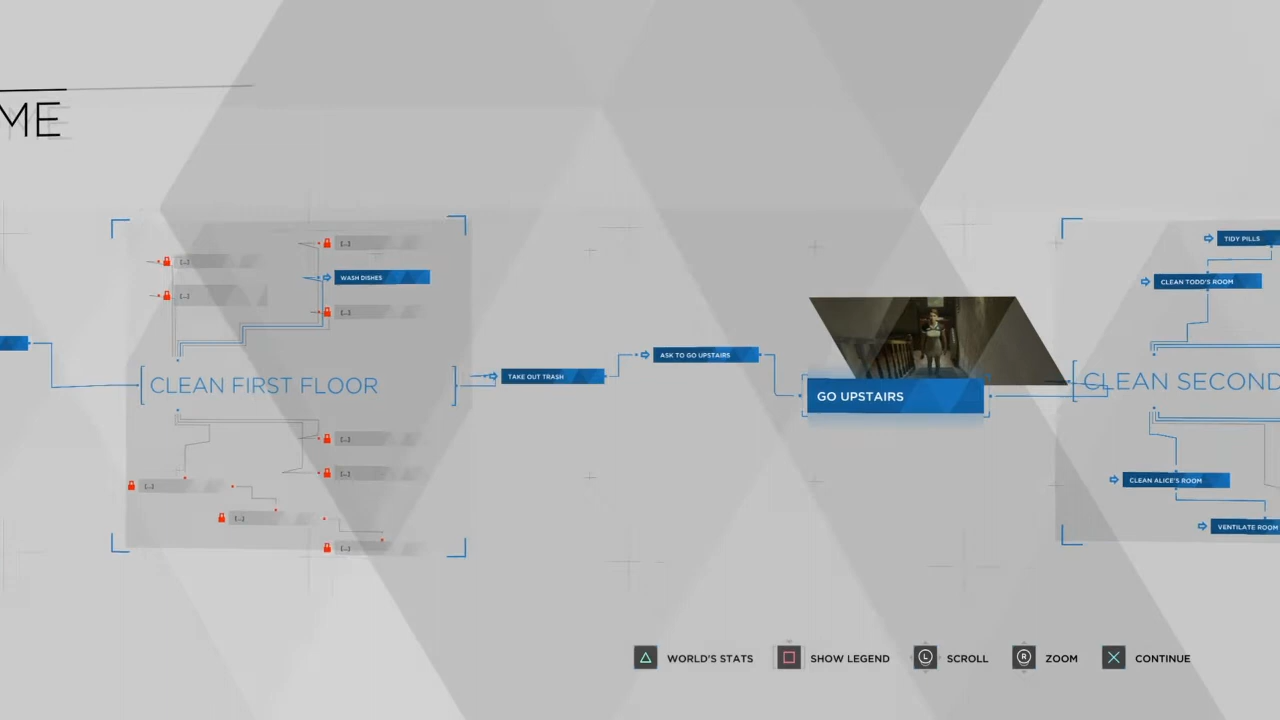 ME
[...]
[...]
[...]
WASH DISHES
[...]
CLEAN FIRST FLOOR
[...]
[...]
[...]
[...]
[...]
TAKE OUT TRASH
ASK TO GO UPSTAIRS
GO UPSTAIRS
TIDY PILLS
CLEAN TODD'S ROOM
CLEAN SECOND
CLEAN ALICE'S ROOM
VENTILATE ROOM
WORLD'S STATS
SHOW LEGEND
L
SCROLL
R
ZOOM
CONTINUE